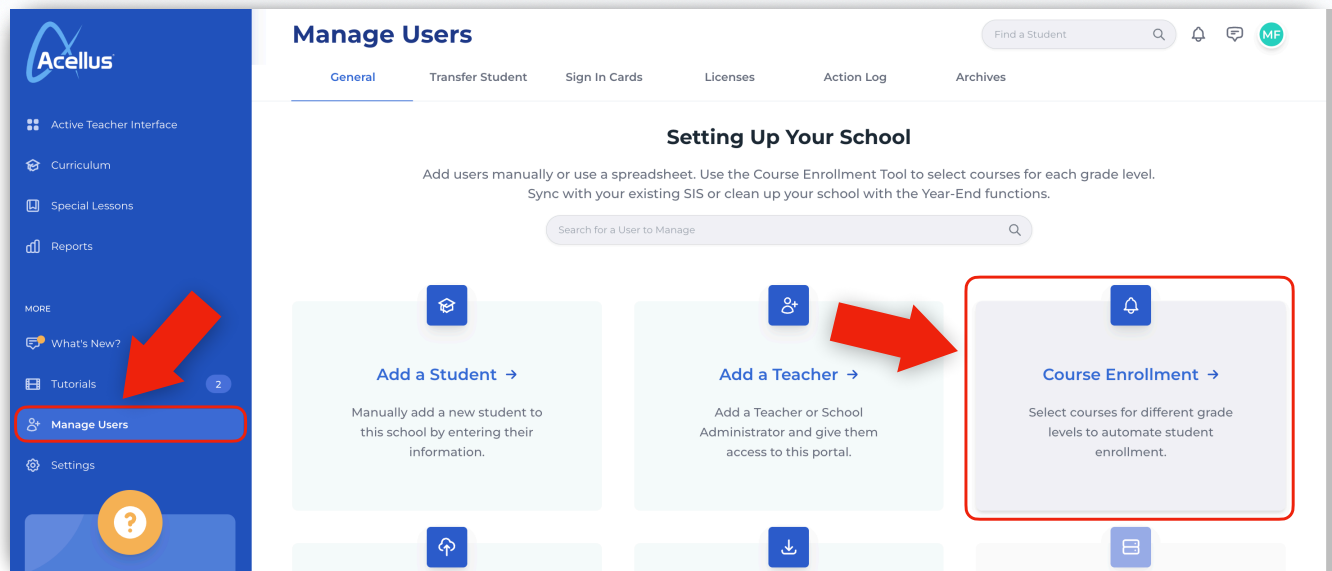 Acellus
Active Teacher Interface
Curriculum
Special Lessons
Reports
MORE
What's New?
Tutorials 2
Manage Users
Settings
?
Manage Users
Find a Student
MF
General Transfer Student Sign In Cards Licenses Action Log Archives
Setting Up Your School
Add users manually or use a spreadsheet. Use the Course Enrollment Tool to select courses for each grade level.
Sync with your existing SIS or clean up your school with the Year-End functions.
Search for a User to Manage
Add a Student →
Manually add a new student to
this school by entering their
information.
Add a Teacher →
Add a Teacher or School
Administrator and give them
access to this portal.
Course Enrollment →
Select courses for different grade
levels to automate student
enrollment.